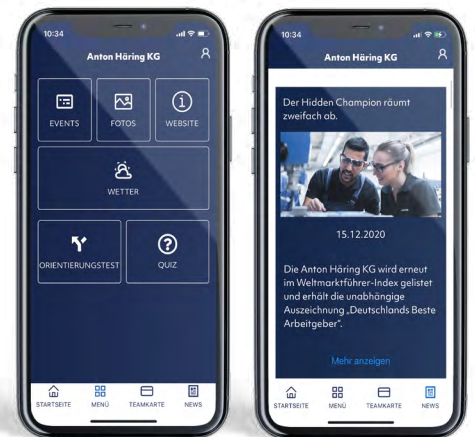 10:34
Anton Häring KG
EVENTS
FOTOS
WEBSITE
WETTER
ORIENTIERUNGSTEST
QUIZ
STARTSEITE
MENÜ
TEAMKARTE
NEWS
10:34
Anton Häring KG
Der Hidden Champion räumt
zweifach ab.
15.12.2020
Die Anton Häring KG wird erneut
im Weltmarktführer-Index gelistet
und erhält die unabhängige
Auszeichnung „Deutschlands Beste
Arbeitgeber“.
Mehr anzeigen
STARTSEITE
MENÜ
TEAMKARTE
NEWS